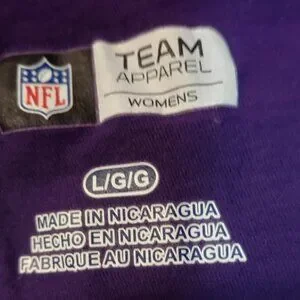 NFL
TEAM
APPAREL
WOMENS
L/G/G
MADE IN NICARAGUA
HECHO EN NICARAGUA
FABRIQUE AU NICARAGUA